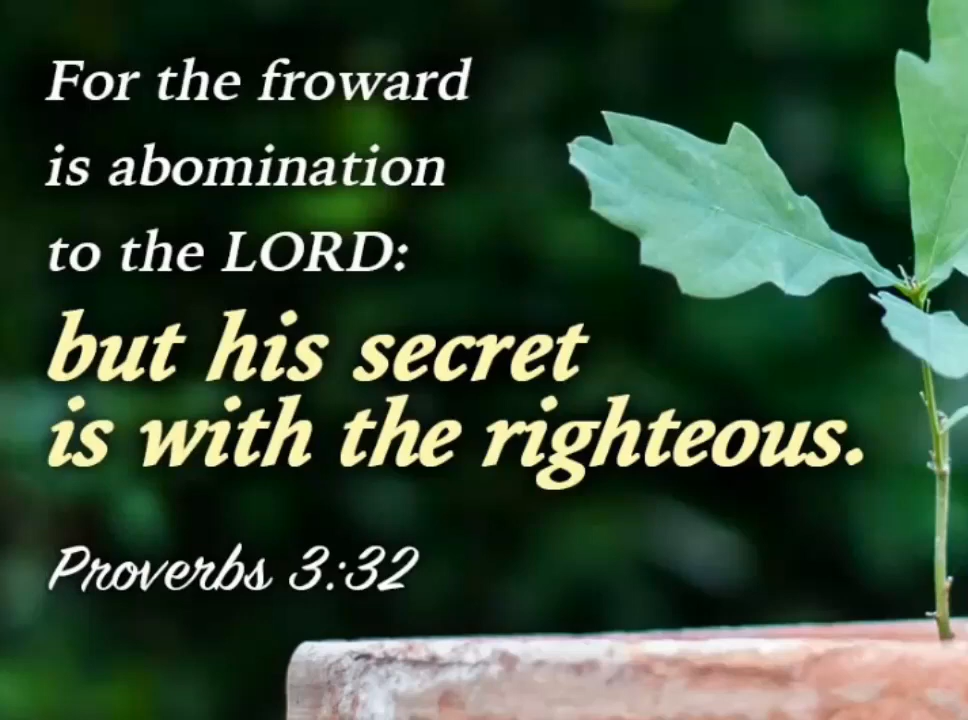 For the froward
is abomination
to the LORD:
but his secret
is with the righteous.
Proverbs 3:32